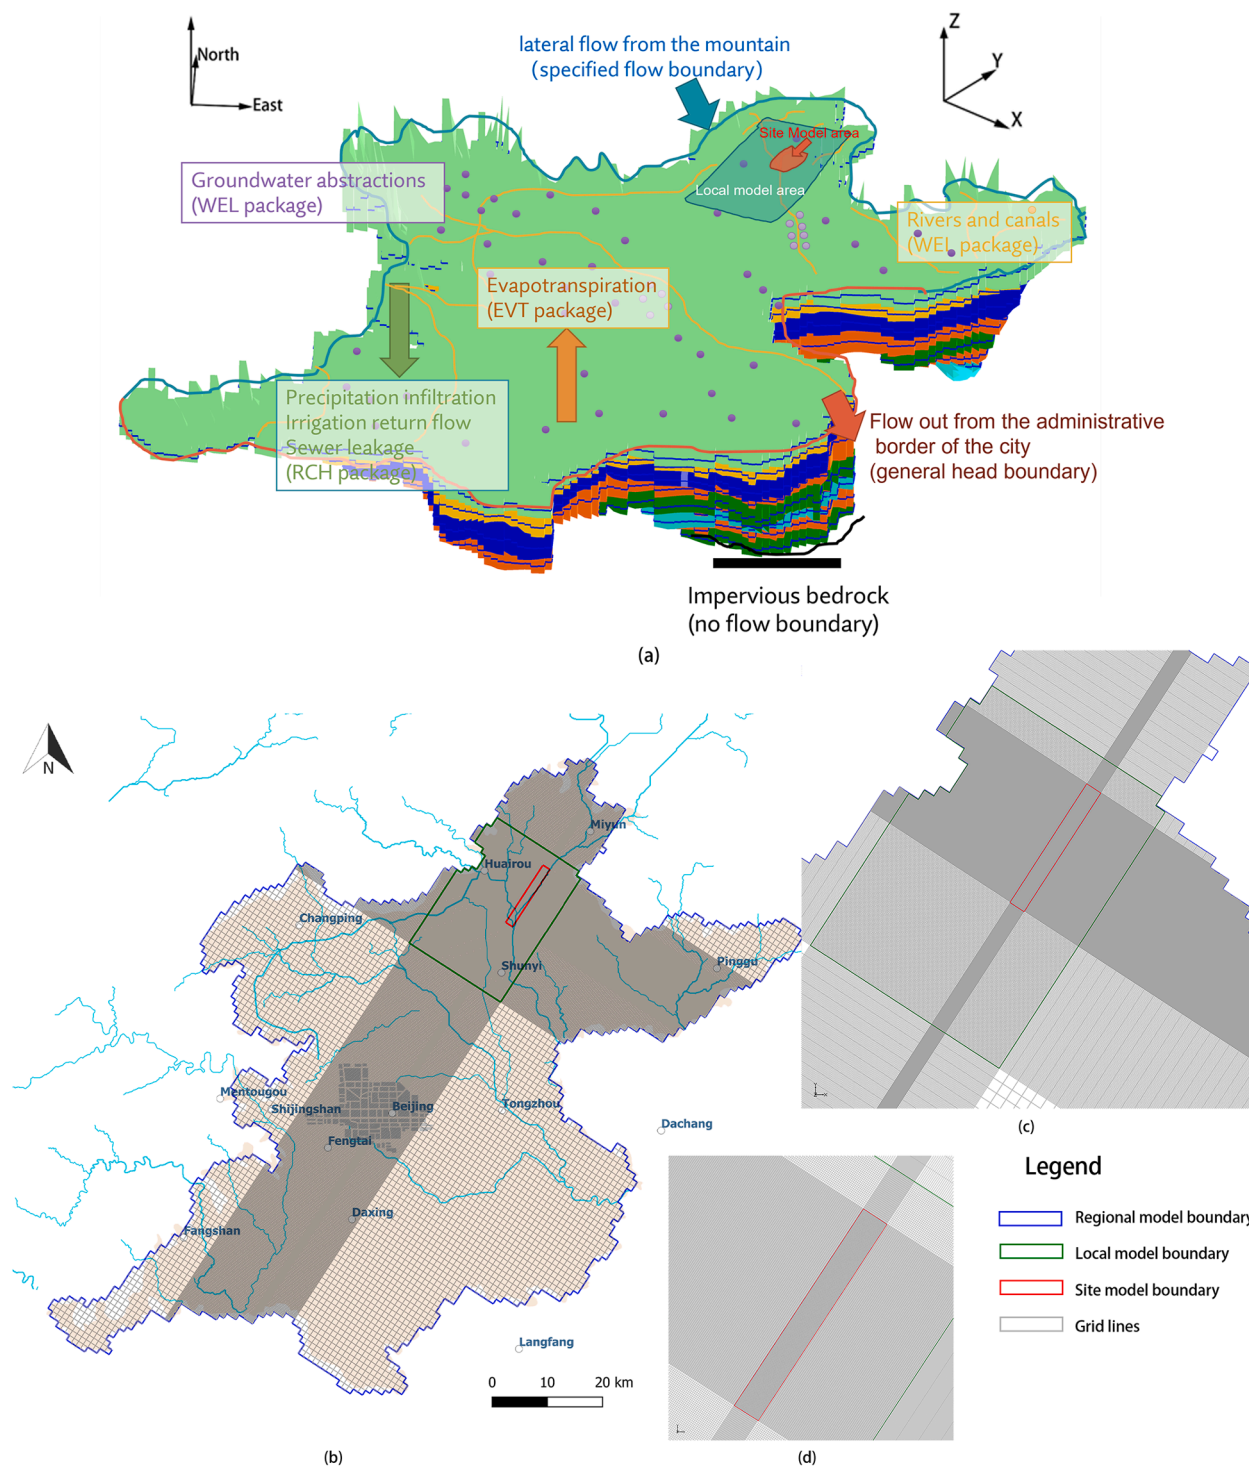 lateral flow from the mountain
(specified flow boundary)
North
East
Z
Y
X
Site Model area
Local model area
Groundwater abstractions
(WEL package)
Rivers and canals
(WEL package)
Evapotranspiration
(EVT package)
Precipitation infiltration
Irrigation return flow
Sewer leakage
(RCH package)
Flow out from the administrative
border of the city
(general head boundary)
Impervious bedrock
(no flow boundary)
(a)
N
Miyun
Huairou
Changping
Shunyi
Pinggu
Mentougou
Shijingshan
Beijing
Tongzhou
Fengtai
Dachang
Daxing
Fangshan
Langfang
0 10 20 km
(b)
(c)
(d)
Legend
Regional model boundary
Local model boundary
Site model boundary
Grid lines